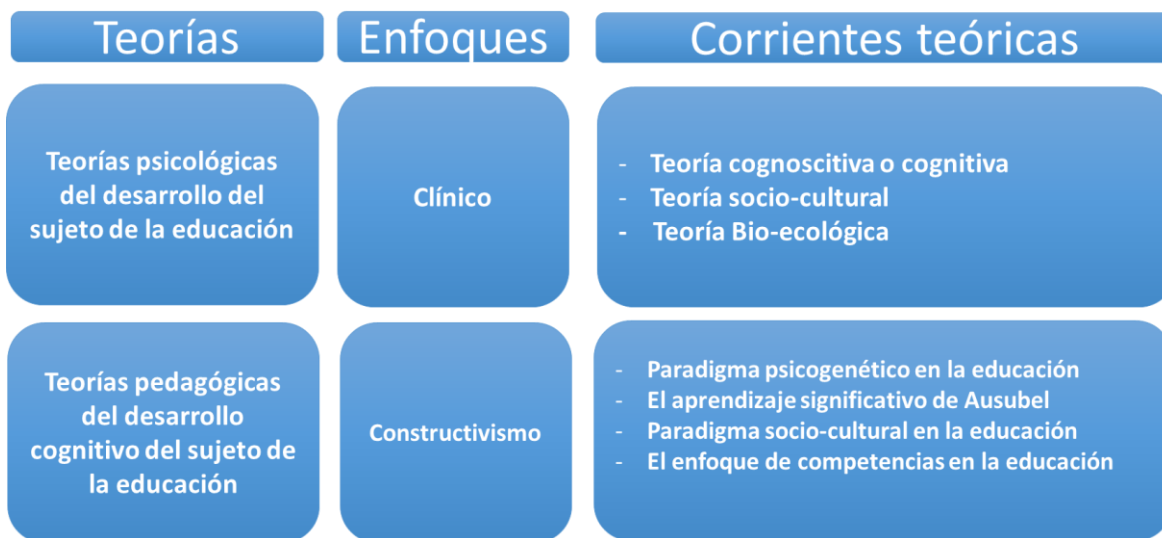 Teorías
Enfoques
Corrientes teóricas
Teorías psicológicas
del desarrollo del
sujeto de la educación
Clínico
- Teoría cognoscitiva o cognitiva
- Teoría socio-cultural
- Teoría Bio-ecológica
Teorías pedagógicas
del desarrollo
cognitivo del sujeto de
la educación
Constructivismo
- Paradigma psicogenético en la educación
- El aprendizaje significativo de Ausubel
- Paradigma socio-cultural en la educación
- El enfoque de competencias en la educación